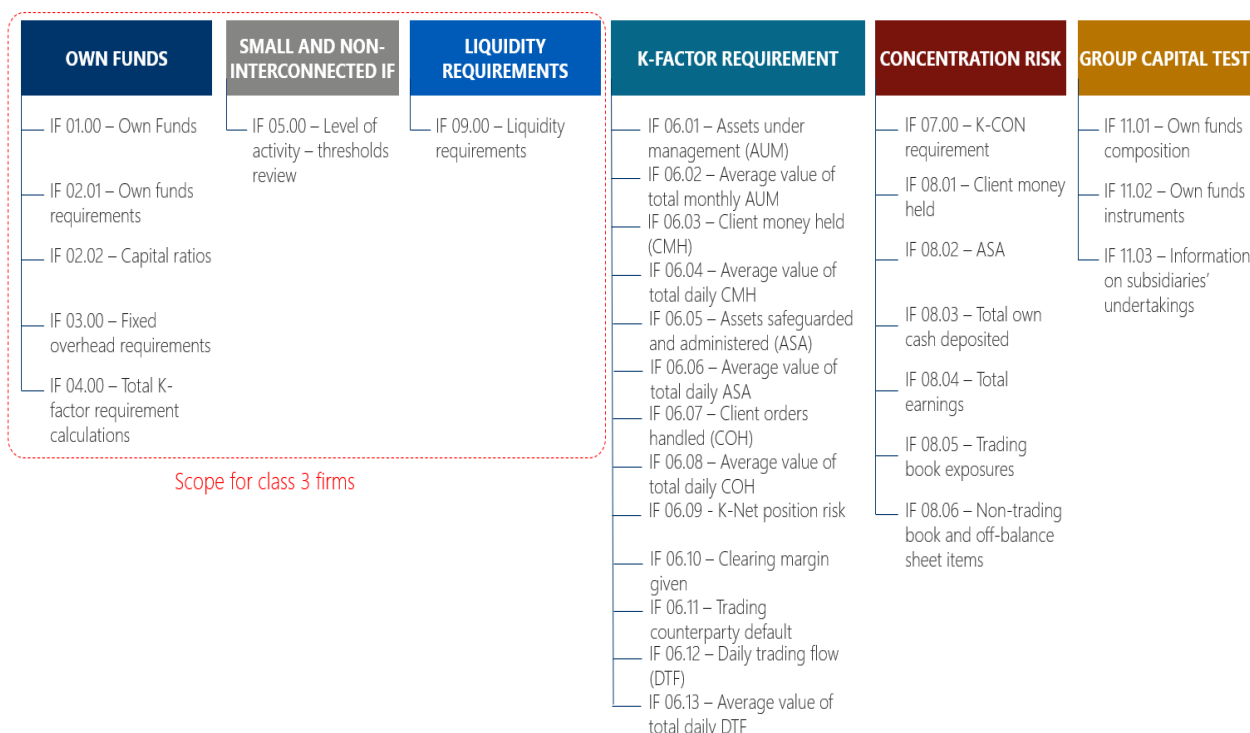 OWN FUNDS
SMALL AND NON-
INTERCONNECTED IF
LIQUIDITY
REQUIREMENTS
K-FACTOR REQUIREMENT
CONCENTRATION RISK
GROUP CAPITAL TEST
IF 01.00 – Own Funds
IF 02.01 – Own funds
requirements
IF 02.02 – Capital ratios
IF 03.00 – Fixed
overhead requirements
IF 04.00 – Total K-
factor requirement
calculations
IF 05.00 – Level of
activity – thresholds
review
IF 09.00 – Liquidity
requirements
Scope for class 3 firms
IF 06.01 – Assets under
management (AUM)
IF 06.02 – Average value of
total monthly AUM
IF 06.03 – Client money held
(CMH)
IF 06.04 – Average value of
total daily CMH
IF 06.05 – Assets safeguarded
and administered (ASA)
IF 06.06 – Average value of
total daily ASA
IF 06.07 – Client orders
handled (COH)
IF 06.08 – Average value of
total daily COH
IF 06.09 - K-Net position risk
IF 06.10 – Clearing margin
given
IF 06.11 – Trading
counterparty default
IF 06.12 – Daily trading flow
(DTF)
IF 06.13 – Average value of
total daily DTF
IF 07.00 – K-CON
requirement
IF 08.01 – Client money
held
IF 08.02 – ASA
IF 08.03 – Total own
cash deposited
IF 08.04 – Total
earnings
IF 08.05 – Trading
book exposures
IF 08.06 – Non-trading
book and off-balance
sheet items
IF 11.01 – Own funds
composition
IF 11.02 – Own funds
instruments
IF 11.03 – Information
on subsidiaries'
undertakings